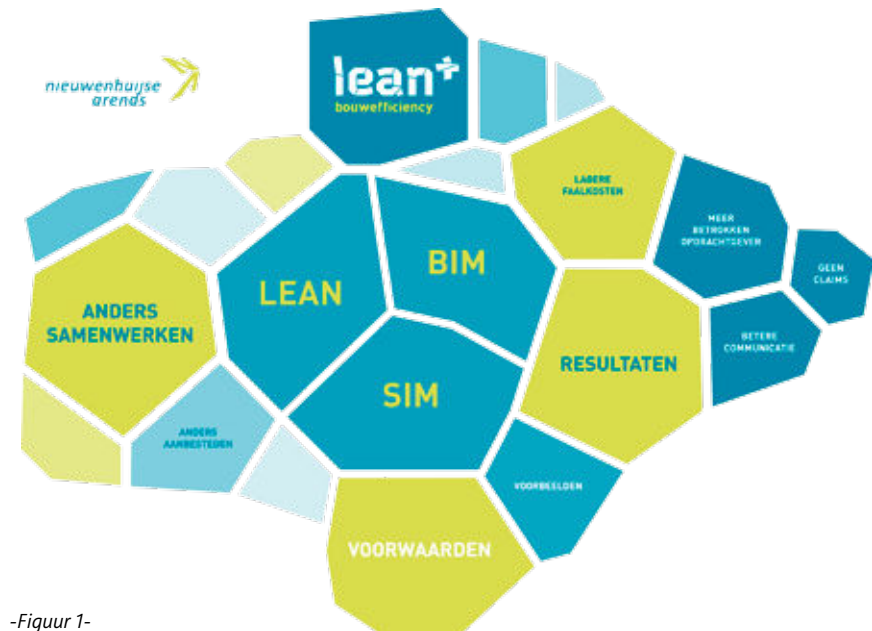 nieuwenhuijse
arends
lean+
bouwefficiency
LAGERE
FAALKOSTEN
MEER
BETROKKEN
OPDRACHTGEVER
GEEN
CLAIMS
BIM
LEAN
ANDERS
SAMENWERKEN
BETERE
COMMUNICATIE
RESULTATEN
SIM
ANDERS
AANBESTEDEN
VOORBEELDEN
VOORWAARDEN
-Figuur 1-